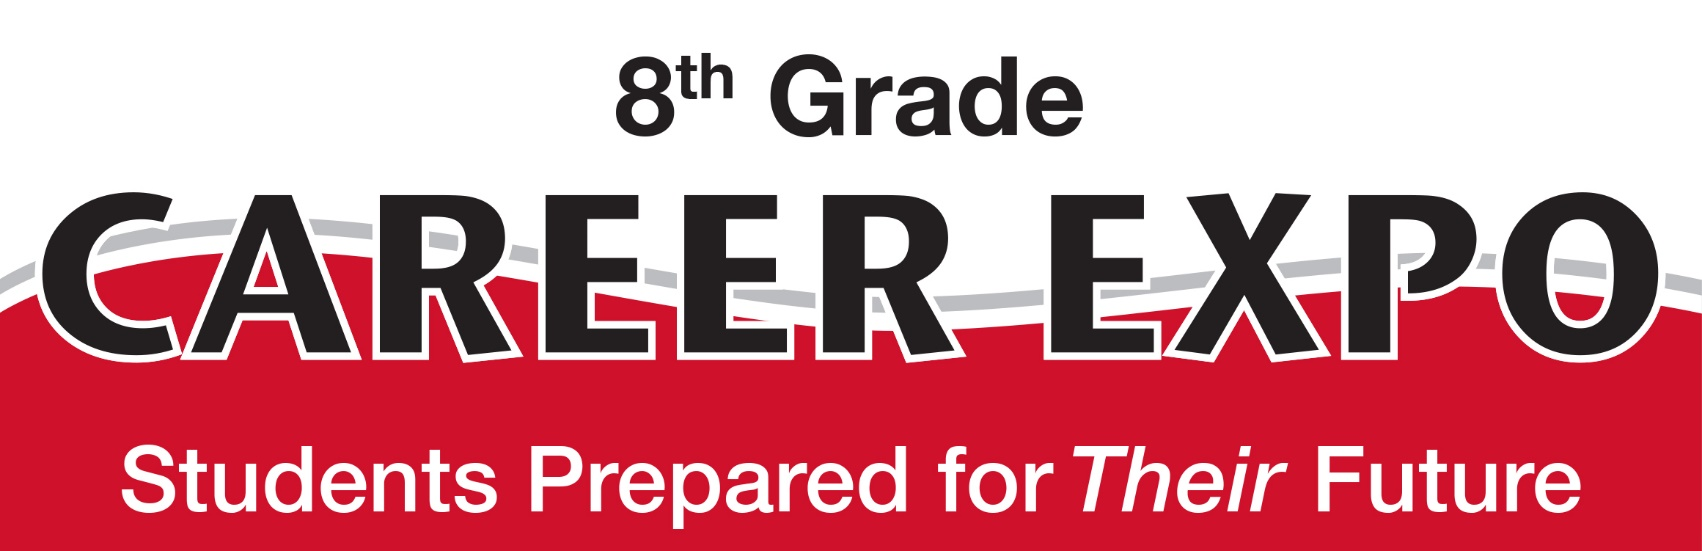 8th Grade
CAREER EXPO
Students Prepared for Their Future